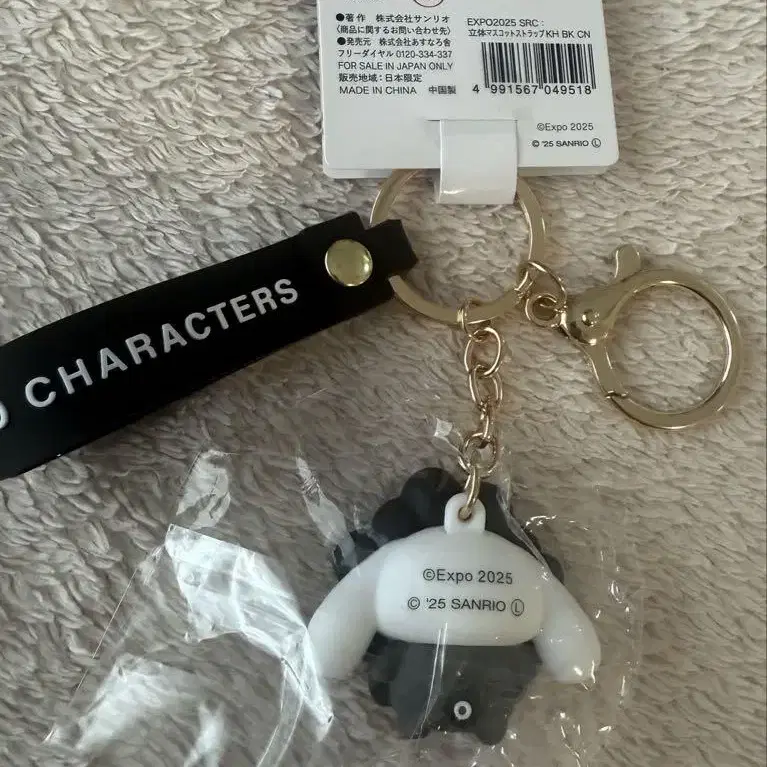 ●著作 株式会社サンリオ
〈商品に関するお問い合わせ先〉
●発売元 株式会社あすなろ舎
フリーダイヤル 0120-334-337
FOR SALE IN JAPAN ONLY
販売地域：日本限定
MADE IN CHINA 中国製
EXPO2025 SRC：
立体マスコットストラップKH BK CN
4 991567 049518
©Expo 2025
© '25 SANRIO Ⓛ
CHARACTERS
©Expo 2025
© '25 SANRIO Ⓛ